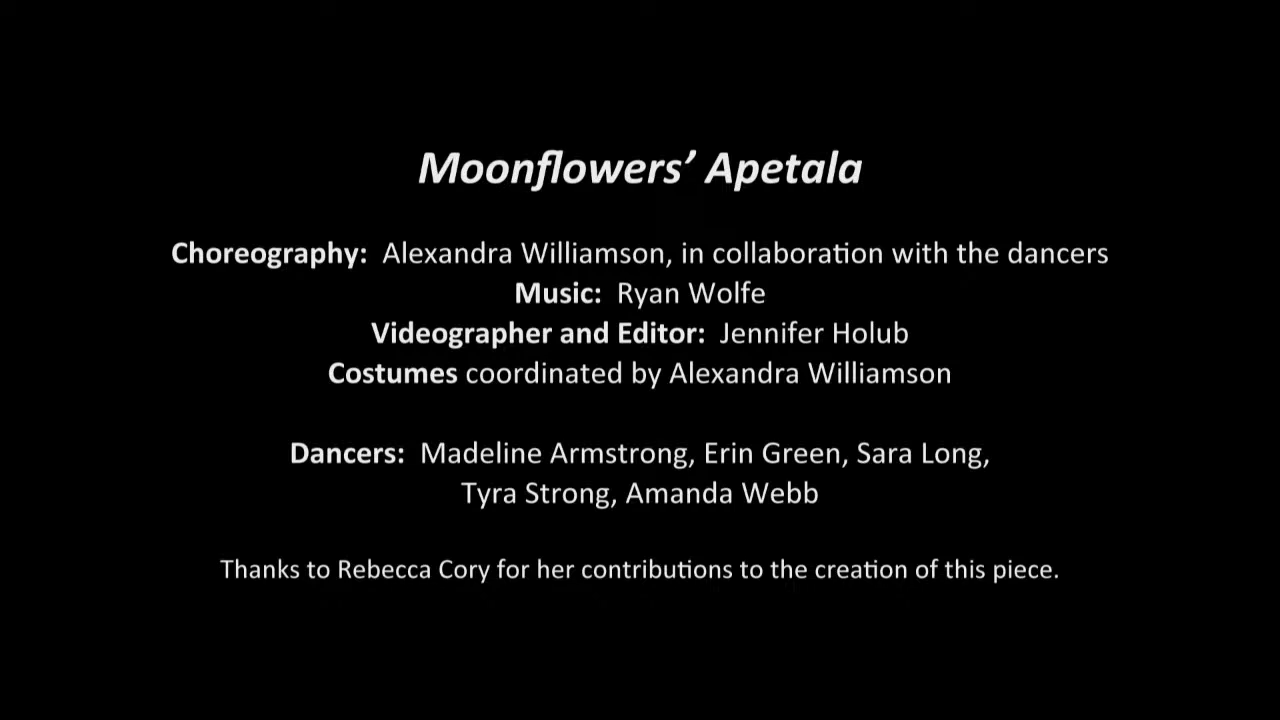 Moonflowers’ Apetala
Choreography: Alexandra Williamson, in collaboration with the dancers
Music: Ryan Wolfe
Videographer and Editor: Jennifer Holub
Costumes coordinated by Alexandra Williamson
Dancers: Madeline Armstrong, Erin Green, Sara Long,
Tyra Strong, Amanda Webb
Thanks to Rebecca Cory for her contributions to the creation of this piece.